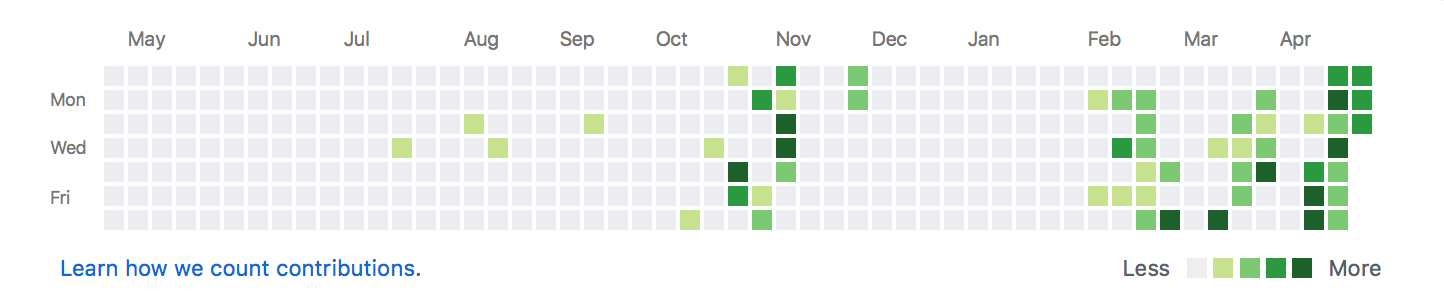 May Jun Jul Aug Sep Oct Nov Dec Jan Feb Mar Apr
Mon
Wed
Fri
Learn how we count contributions.
Less More